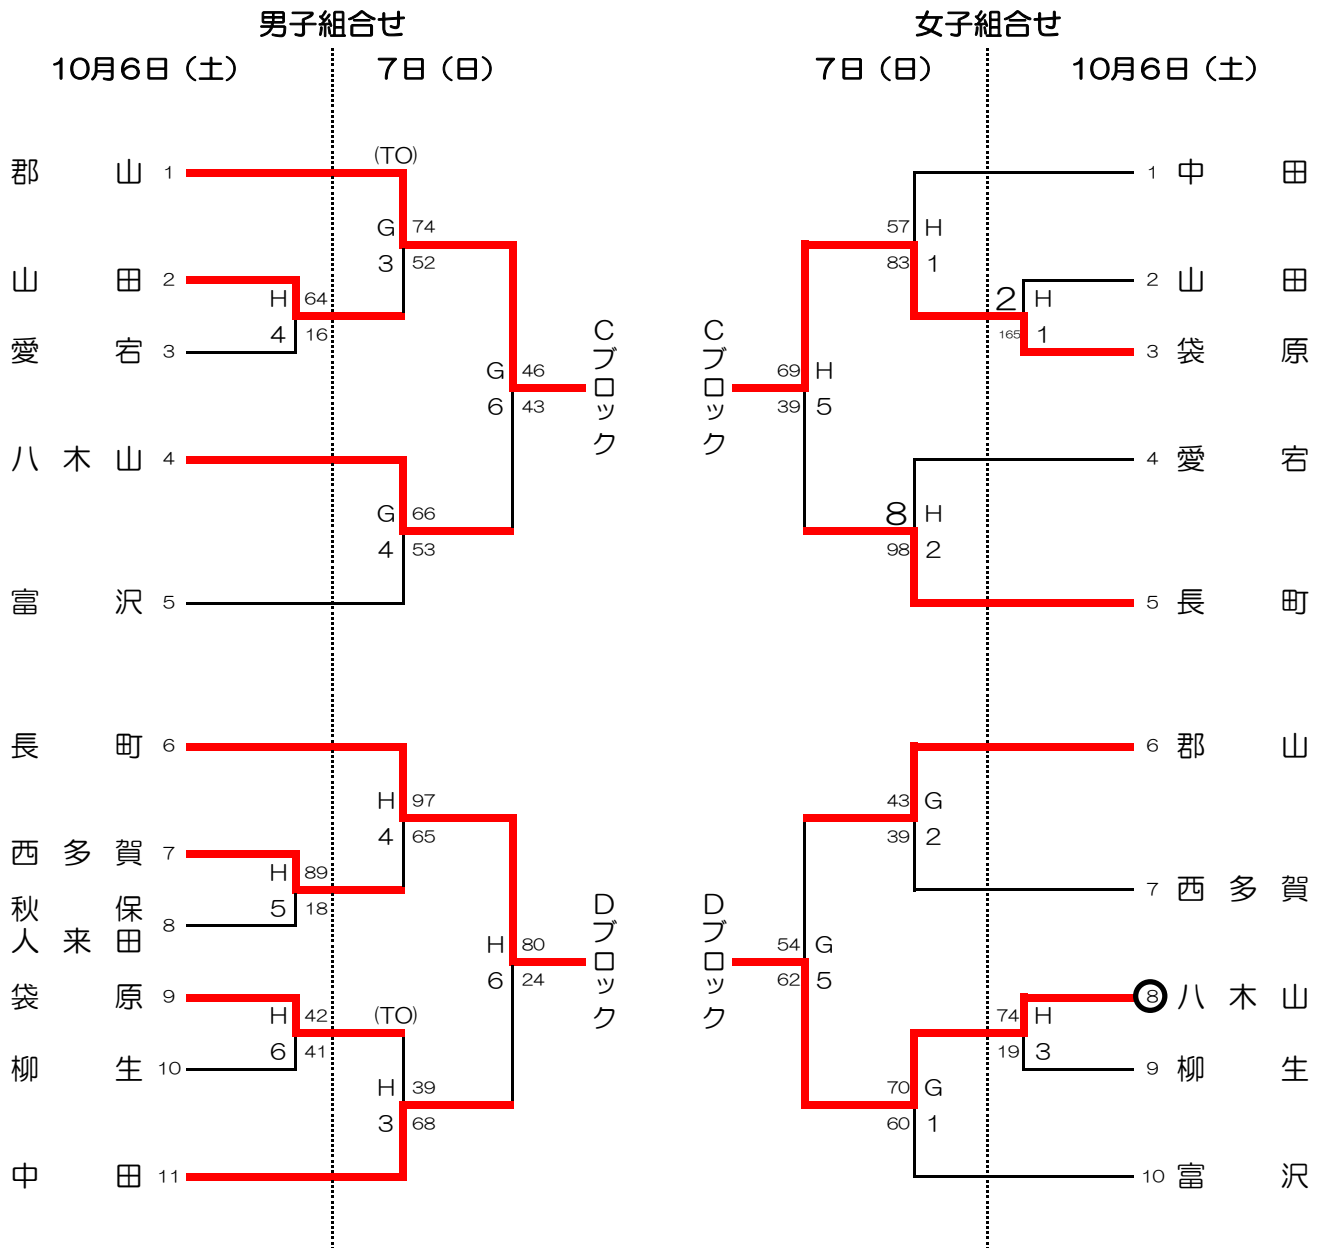 男子組合せ
10月6日（土）
7日（日）
郡山 1
(TO)
G 74
3 52
山田 2
H 64
4 16
愛宕 3
G 46
6 43
Cブロック
八木山 4
G 66
4 53
富沢 5
長町 6
H 97
4 65
西多賀 7
H 89
5 18
秋保 8
人来田
H 80
6 24
Dブロック
袋原 9
H 42
6 41
(TO)
柳生 10
H 39
3 68
中田 11
女子組合せ
7日（日）
10月6日（土）
1 中田
57 H
83 1
2 山田
2 H
165 1
3 袋原
Cブロック
69 H
39 5
4 愛宕
8 H
98 2
5 長町
6 郡山
43 G
39 2
7 西多賀
Dブロック
54 G
62 5
8 八木山
74 H
19 3
9 柳生
70 G
60 1
10 富沢